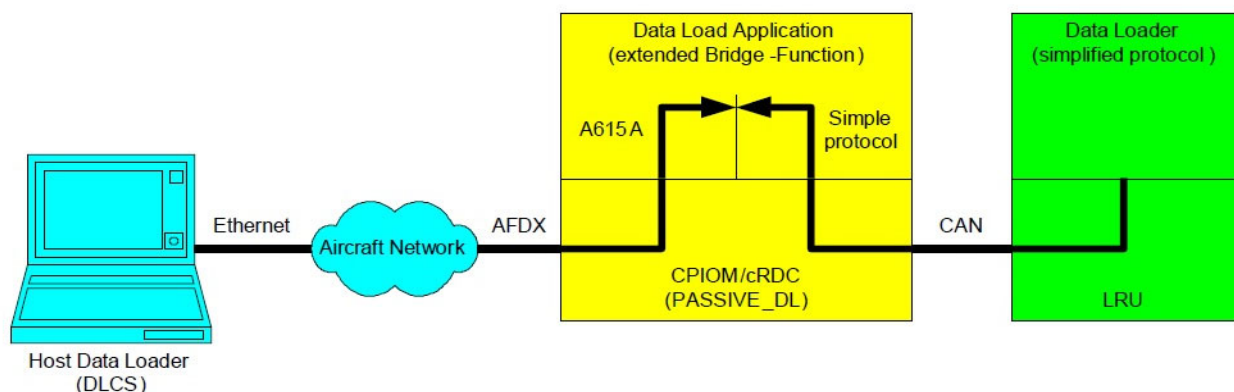 Data Load Application
(extended Bridge -Function )
Data Loader
(simplified protocol )
A615 A
Simple
protocol
Ethernet
Aircraft Network
AFDX
CAN
CPIOM/cRDC
(PASSIVE_DL)
LRU
Host Data Loader
(DLCS)